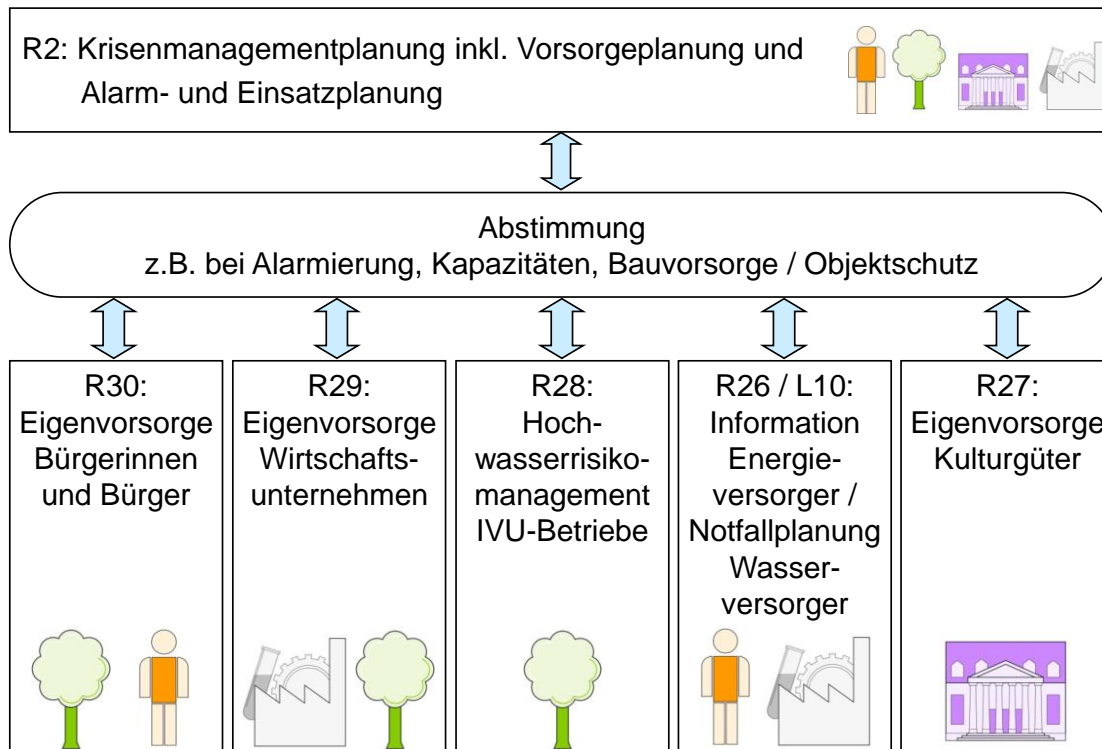 R2: Krisenmanagementplanung inkl. Vorsorgeplanung und
Alarm- und Einsatzplanung
Abstimmung
z.B. bei Alarmierung, Kapazitäten, Bauvorsorge / Objektschutz
R30:
Eigenvorsorge
Bürgerinnen
und Bürger
R29:
Eigenvorsorge
Wirtschafts-
unternehmen
R28:
Hoch-
wasserrisiko-
management
IVU-Betriebe
R26 / L10:
Information
Energie-
versorger /
Notfallplanung
Wasser-
versorger
R27:
Eigenvorsorge
Kulturgüter